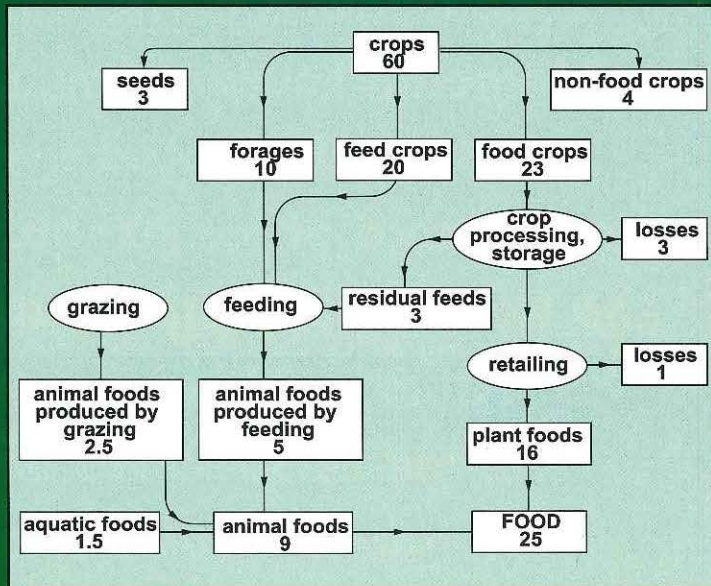 crops
60
seeds
3
non-food crops
4
forages
10
feed crops
20
food crops
23
crop
processing,
storage
losses
3
grazing
feeding
residual feeds
3
retailing
losses
1
animal foods
produced by
grazing
2.5
animal foods
produced by
feeding
5
plant foods
16
aquatic foods
1.5
animal foods
9
FOOD
25